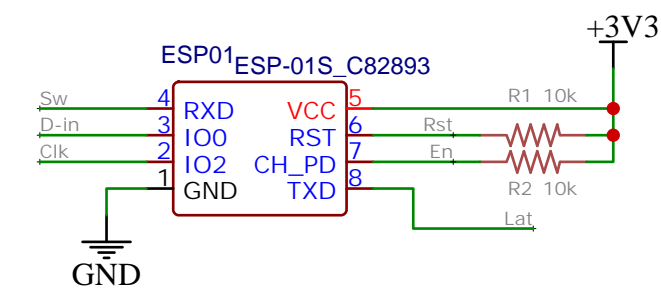 +3V3
ESP01
ESP-01S_C82893
Sw 4 RXD VCC 5 R1 10k
D-in 3 IO0 RST 6 Rst
Clk 2 IO2 CH_PD 7 En
1 GND TXD 8 R2 10k
Lat
GND